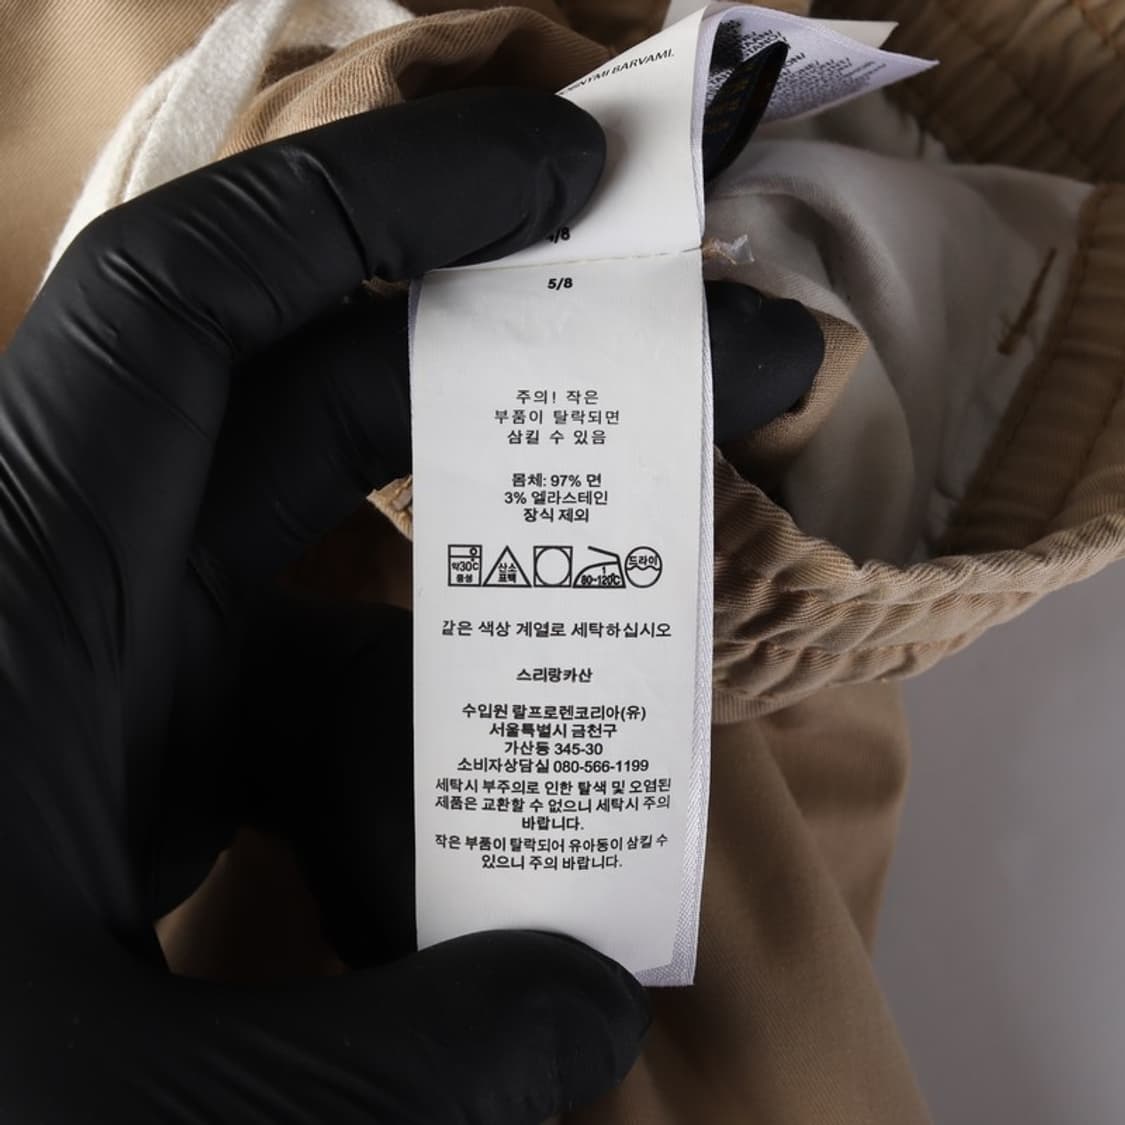 BARVAMI.
/8
5/8
주의! 작은
부품이 탈락되면
삼킬 수 있음
몸체: 97% 면
3% 엘라스테인
장식 제외
약30℃
중성
산소
표백
1
80~120℃
드라이
같은 색상 계열로 세탁하십시오
스리랑카산
수입원 랄프로렌코리아(유)
서울특별시 금천구
가산동 345-30
소비자상담실 080-566-1199
세탁시 부주의로 인한 탈색 및 오염된
제품은 교환할 수 없으니 세탁시 주의
바랍니다.
작은 부품이 탈락되어 유아동이 삼킬 수
있으니 주의 바랍니다.